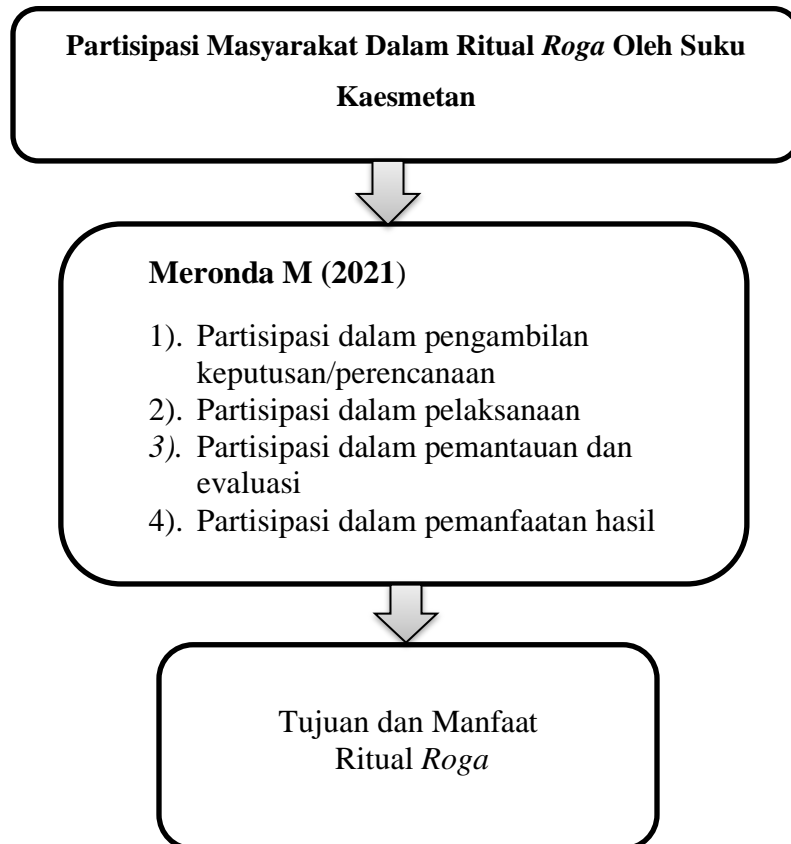 Partisipasi Masyarakat Dalam Ritual Roga Oleh Suku
Kaesmetan
Meronda M (2021)
1). Partisipasi dalam pengambilan
keputusan/perencanaan
2). Partisipasi dalam pelaksanaan
3). Partisipasi dalam pemantauan dan
evaluasi
4). Partisipasi dalam pemanfaatan hasil
Tujuan dan Manfaat
Ritual Roga